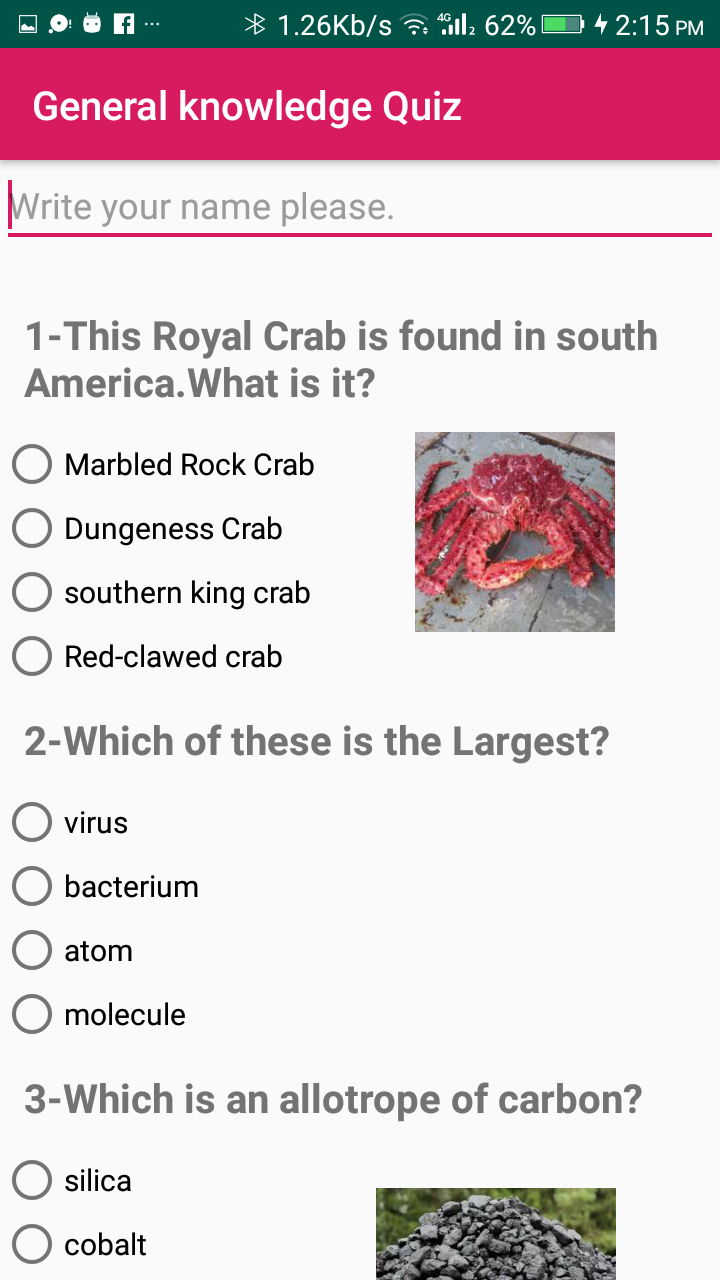 1.26Kb/s 4G 2 62% 2:15 PM
General knowledge Quiz
Write your name please.
1-This Royal Crab is found in south
America.What is it?
Marbled Rock Crab
Dungeness Crab
southern king crab
Red-clawed crab
2-Which of these is the Largest?
virus
bacterium
atom
molecule
3-Which is an allotrope of carbon?
silica
cobalt